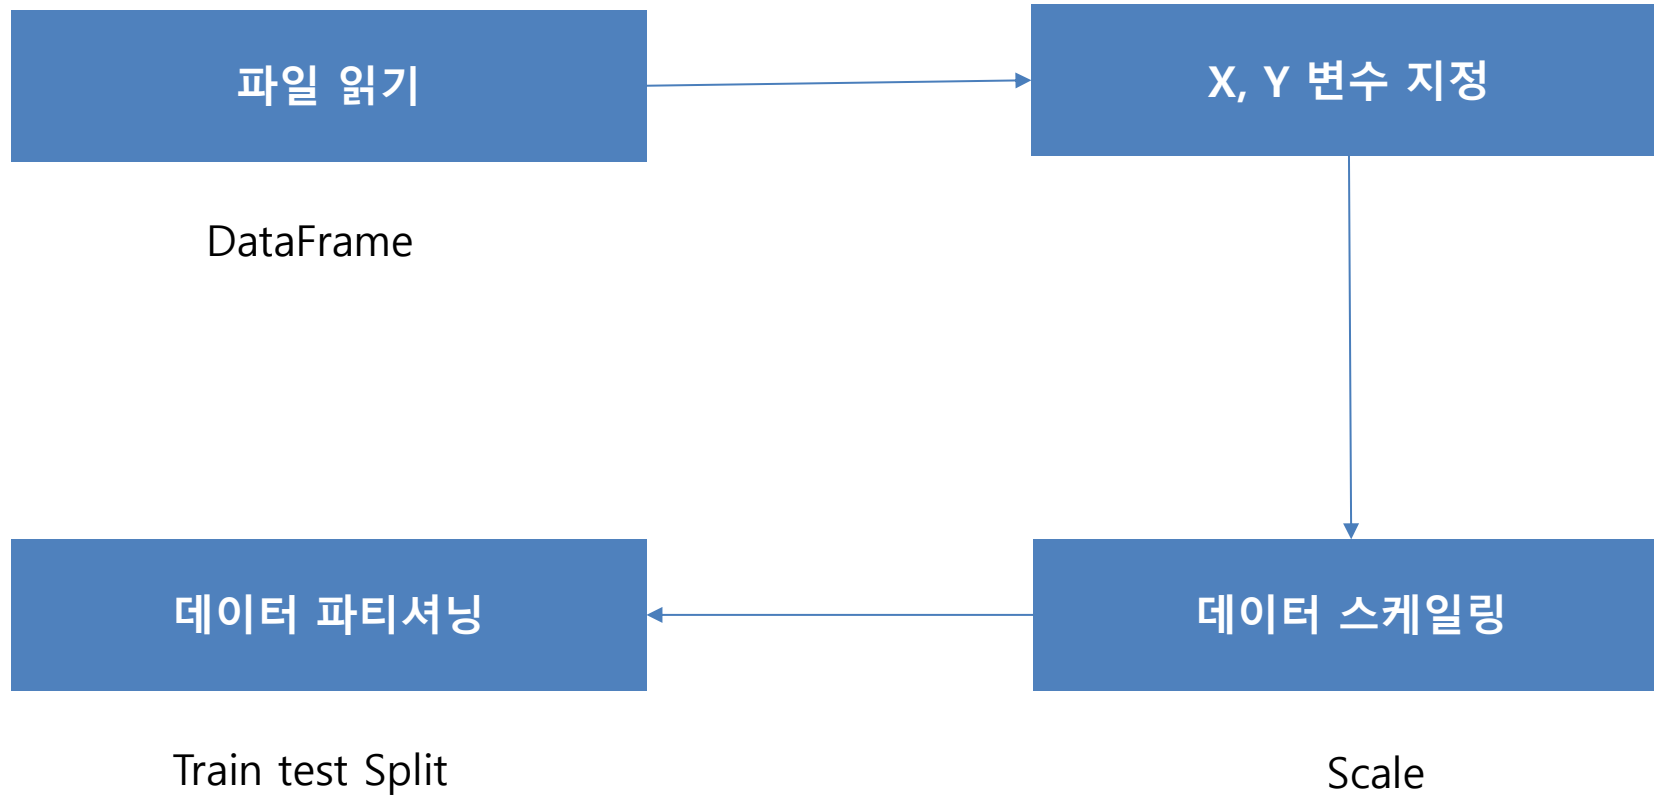 파일 읽기
X, Y 변수 지정
DataFrame
데이터 파티셔닝
데이터 스케일링
Train test Split
Scale